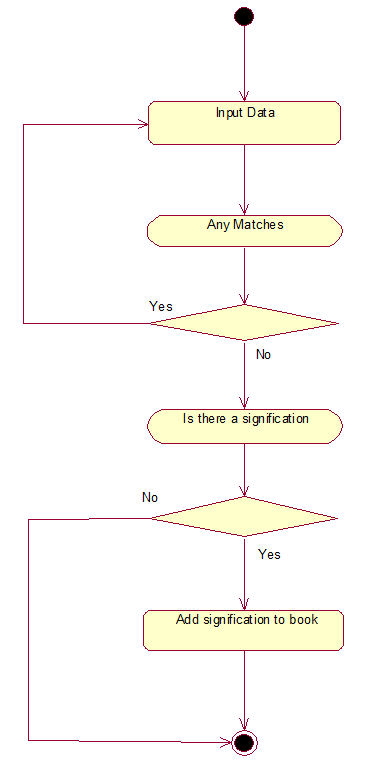 Input Data
Any Matches
Yes
No
Is there a signification
No
Yes
Add signification to book